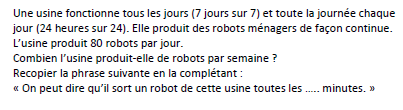 Une usine fonctionne tous les jours (7 jours sur 7) et toute la journée chaque
jour (24 heures sur 24). Elle produit des robots ménagers de façon continue.
L'usine produit 80 robots par jour.
Combien l'usine produit-elle de robots par semaine ?
Recopier la phrase suivante en la complétant :
« On peut dire qu'il sort un robot de cette usine toutes les ..... minutes. »